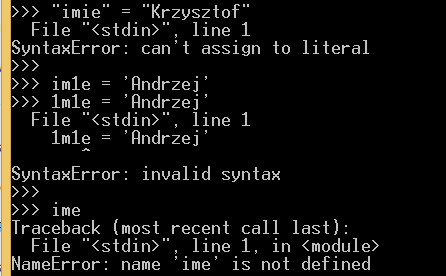 >>> "imie" = "Krzysztof"
  File "<stdin>", line 1
SyntaxError: can't assign to literal
>>>
>>> im1e = 'Andrzej'
>>> 1m1e = 'Andrzej'
  File "<stdin>", line 1
    1m1e = 'Andrzej'
       ^
SyntaxError: invalid syntax
>>>
>>> ime
Traceback (most recent call last):
  File "<stdin>", line 1, in <module>
NameError: name 'ime' is not defined